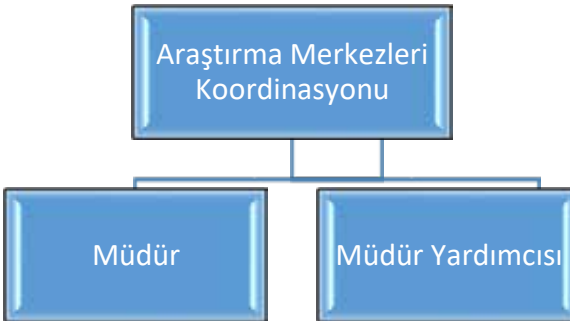 Araştırma Merkezleri
Koordinasyonu
Müdür
Müdür Yardımcısı